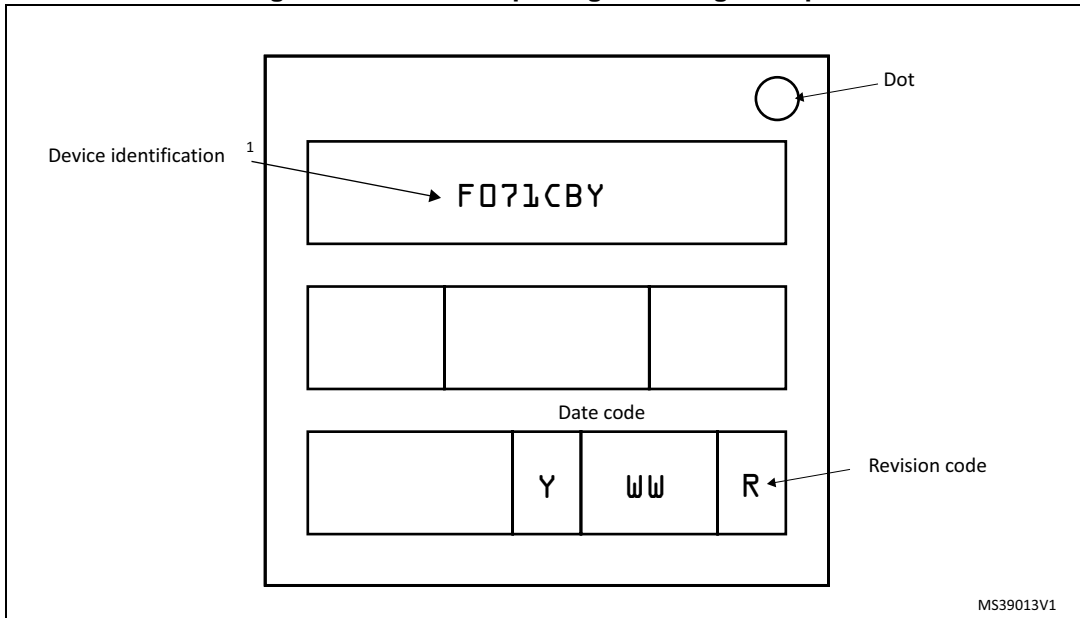 Dot
Device identification 1
F071CBY
Date code
Y WW R
Revision code
MS39013V1